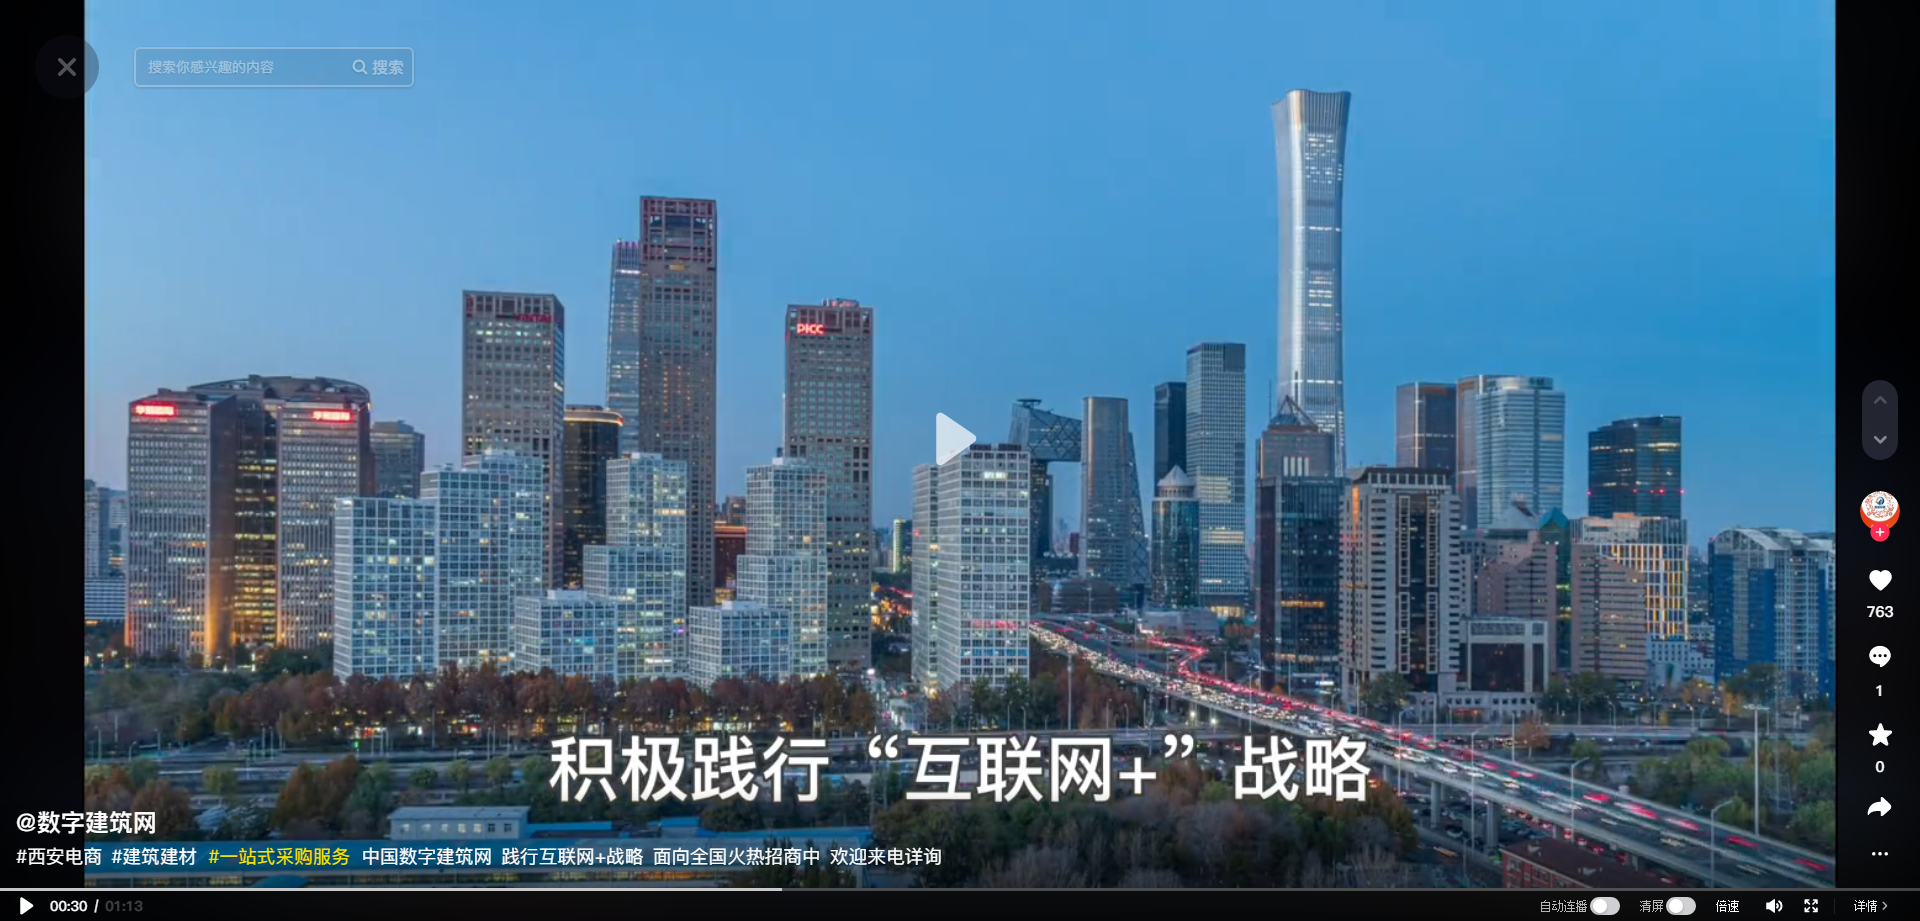 搜索你感兴趣的内容
搜索
PICC
763
1
0
积极践行“互联网+”战略
@数字建筑网
#西安电商 #建筑建材 #一站式采购服务 中国数字建筑网 践行互联网+战略 面向全国火热招商中 欢迎来电详询
00:30 / 01:13
自动连播
清屏
倍速
详情